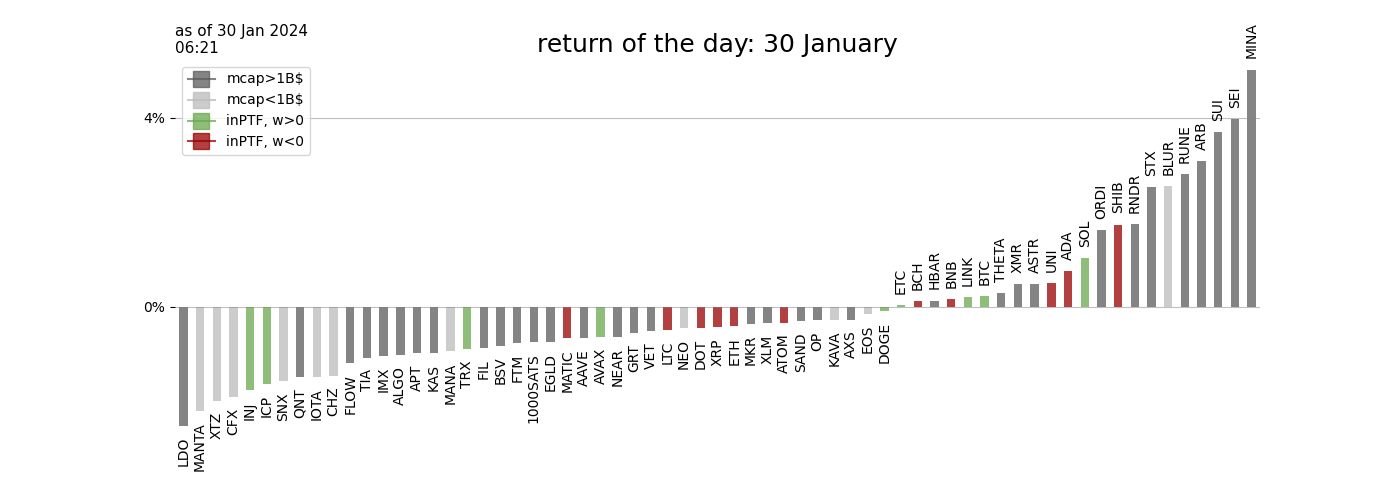 as of 30 Jan 2024
06:21
return of the day: 30 January
mcap>1B$
mcap<1B$
inPTF, w>0
inPTF, w<0
4%
0%
LDO
MANTA
XTZ
CFX
INJ
ICP
SNX
QNT
IOTA
CHZ
FLOW
TIA
IMX
ALGO
APT
KAS
MANA
TRX
FIL
BSV
FTM
1000SATS
EGLD
MATIC
AAVE
AVAX
NEAR
GRT
VET
LTC
NEO
DOT
XRP
ETH
MKR
XLM
ATOM
SAND
OP
KAVA
AXS
EOS
DOGE
ETC
BCH
HBAR
BNB
LINK
BTC
THETA
XMR
ASTR
UNI
ADA
SOL
ORDI
SHIB
RNDR
STX
BLUR
RUNE
ARB
SUI
SEI
MINA